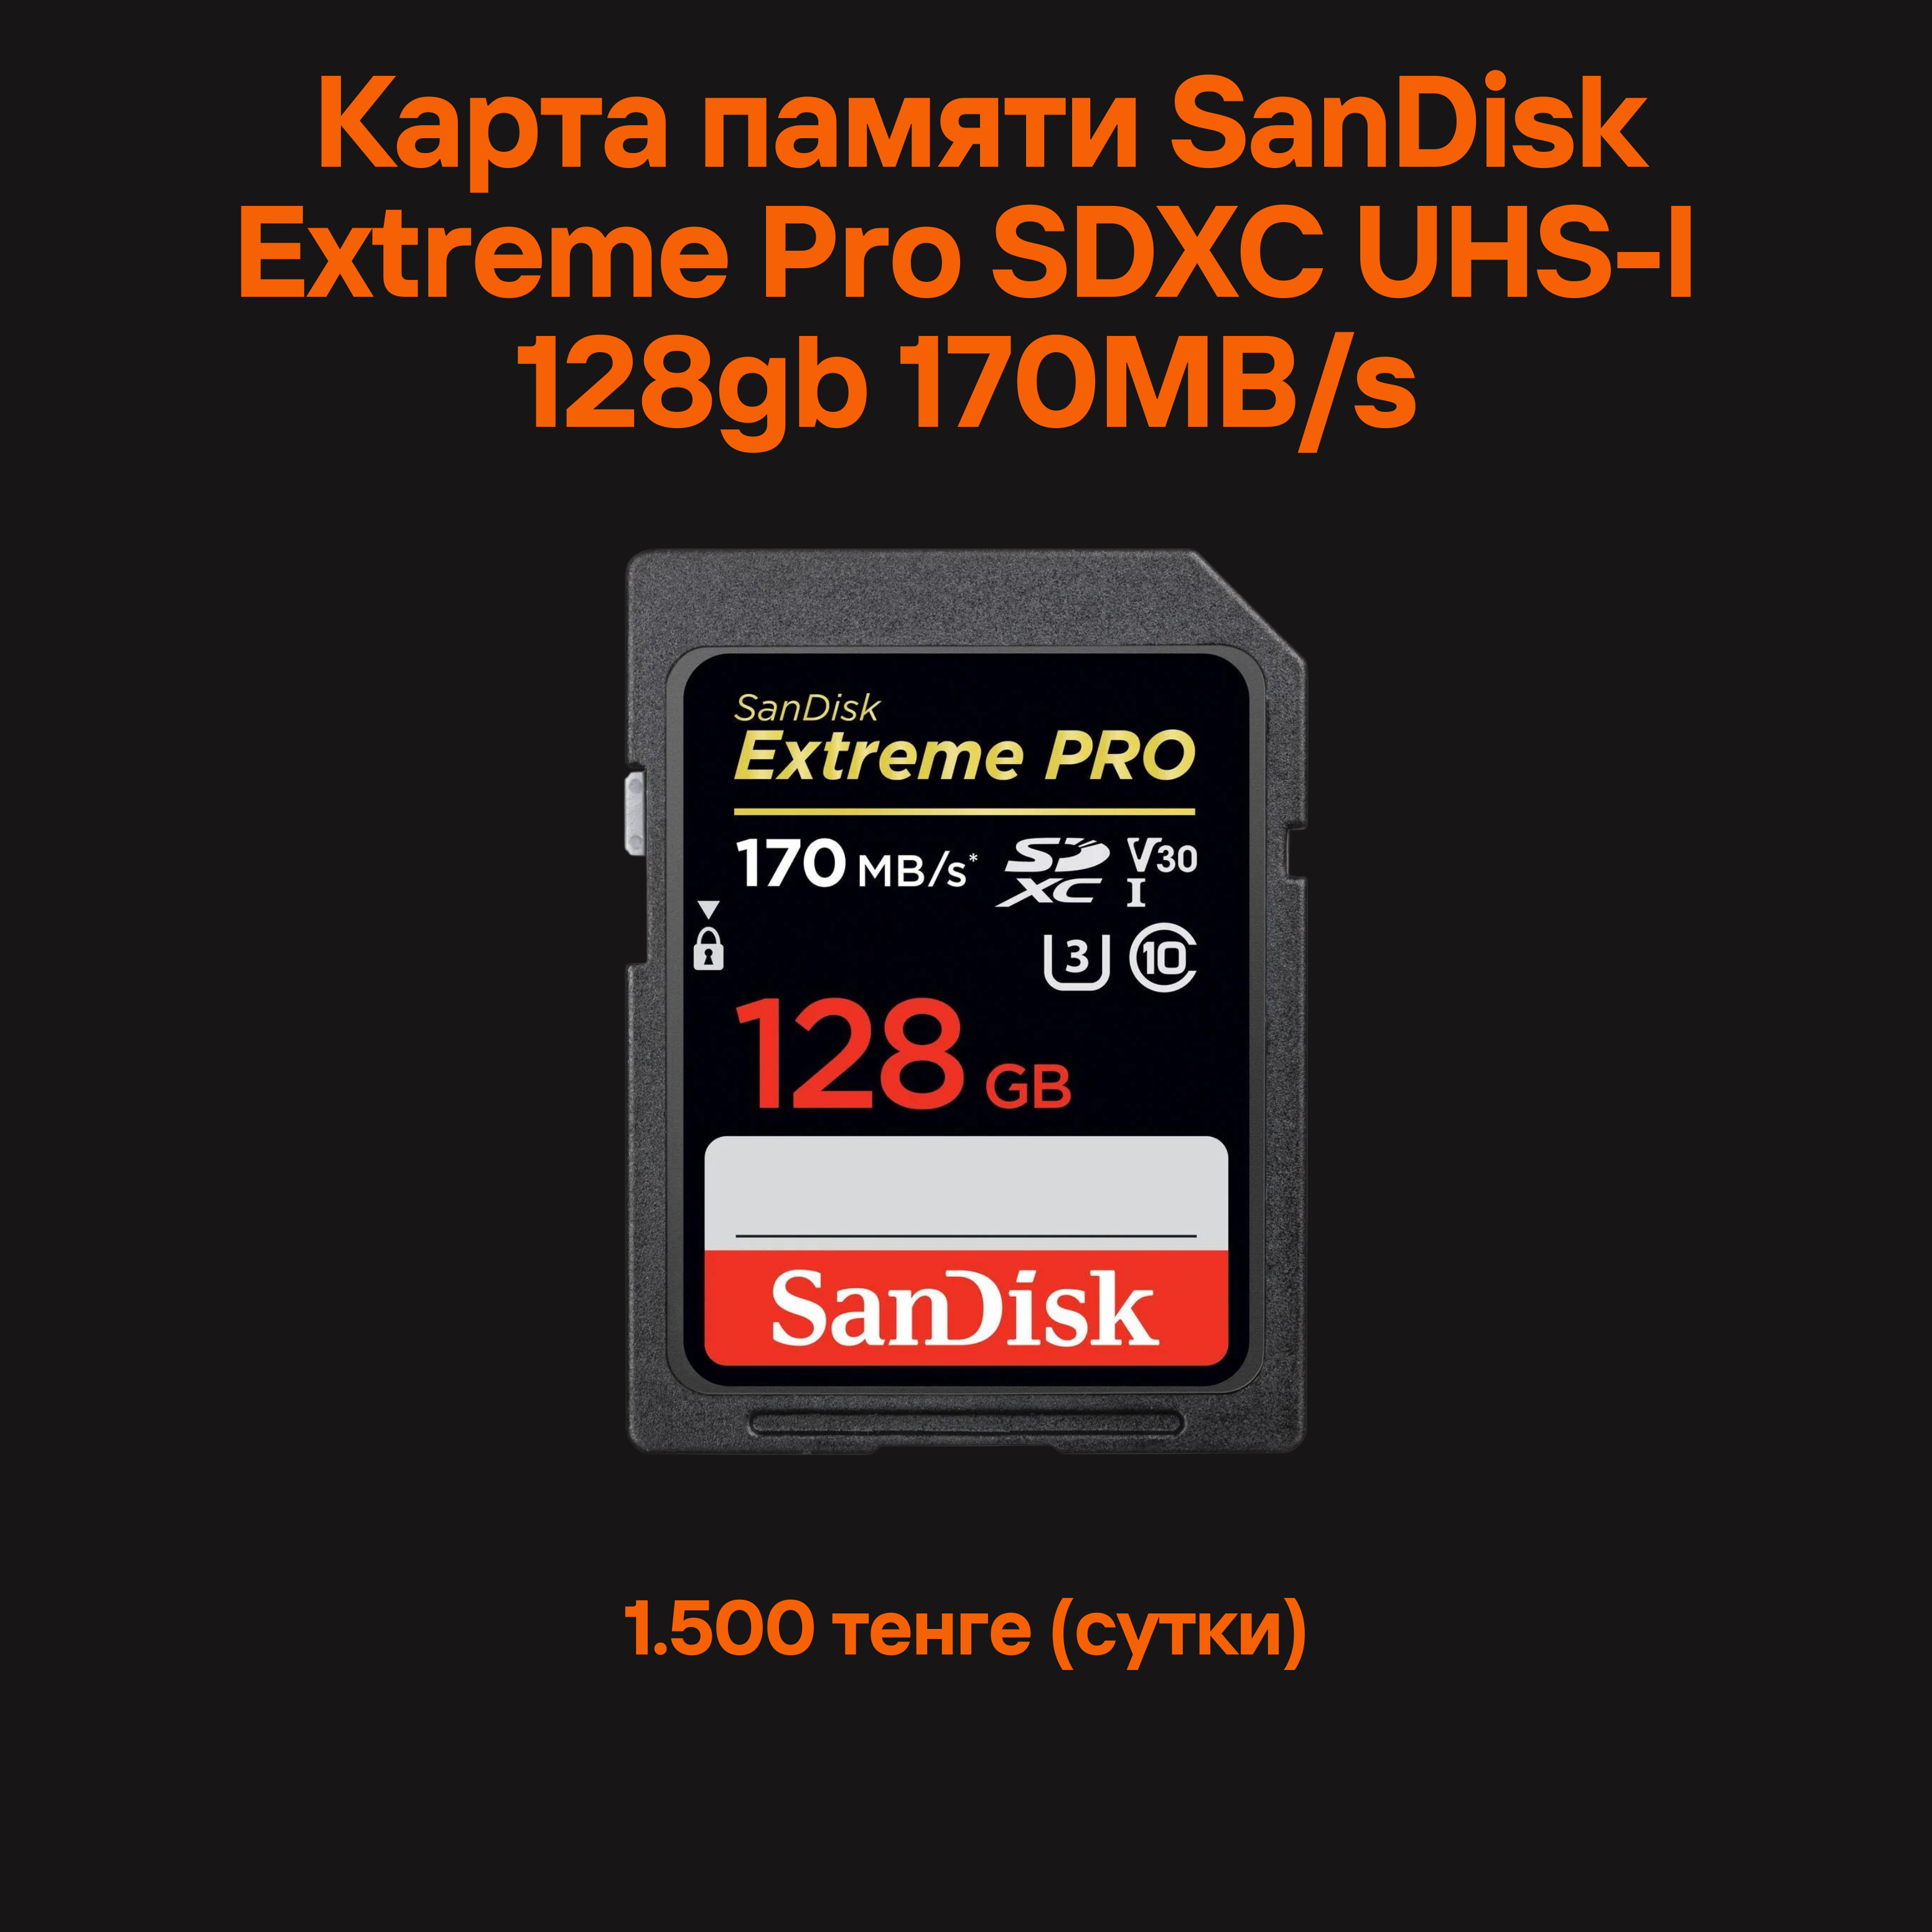 Карта памяти SanDisk
Extreme Pro SDXC UHS-I
128gb 170MB/s
SanDisk
Extreme PRO
170 MB/s* SD XC V30 I
3 10
128 GB
SanDisk
1.500 тенге (сутки)